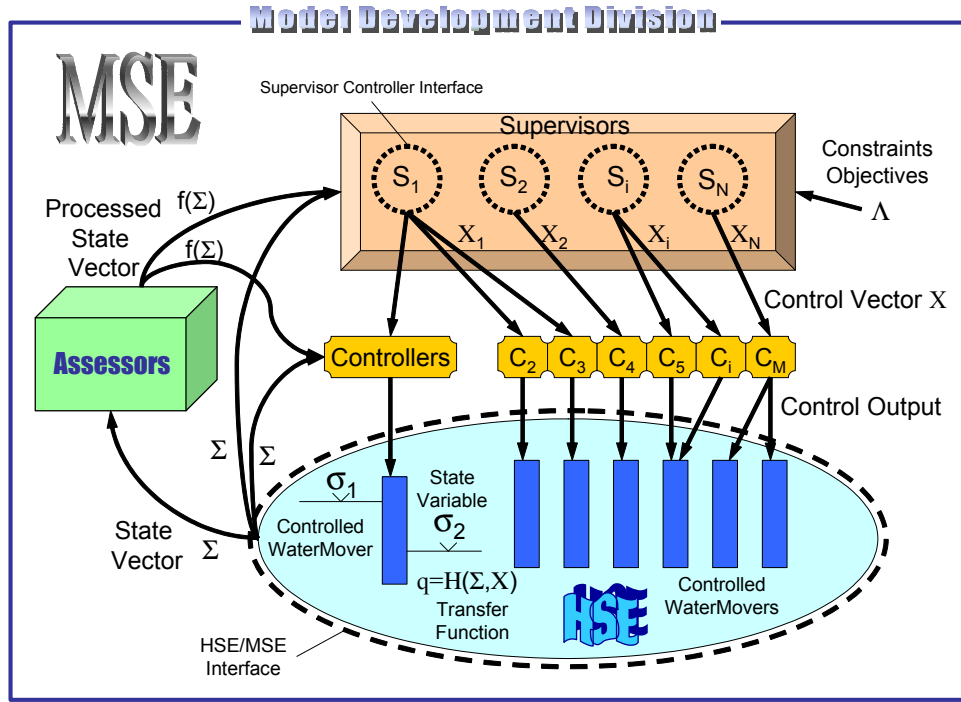 Model Development Division
MSE
Supervisor Controller Interface
Supervisors
S1
S2
Si
SN
Constraints
Objectives
Λ
f(Σ)
Processed
State
Vector
f(Σ)
X1
X2
Xi
XN
Control Vector X
Assessors
Controllers
C2
C3
C4
C5
Ci
CM
Control Output
Σ
Σ
State
Vector
Σ
σ1
State
Variable
Controlled
WaterMover
σ2
q=H(Σ,X)
Transfer
Function
HSE
Controlled
WaterMovers
HSE/MSE
Interface